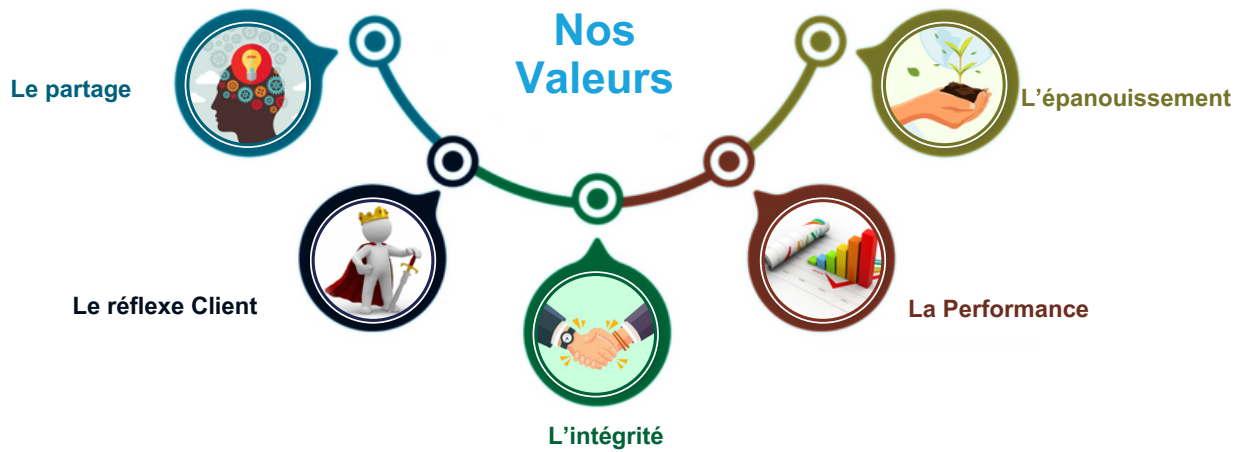 Nos
Valeurs
Le partage
Le réflexe Client
L'intégrité
La Performance
L'épanouissement